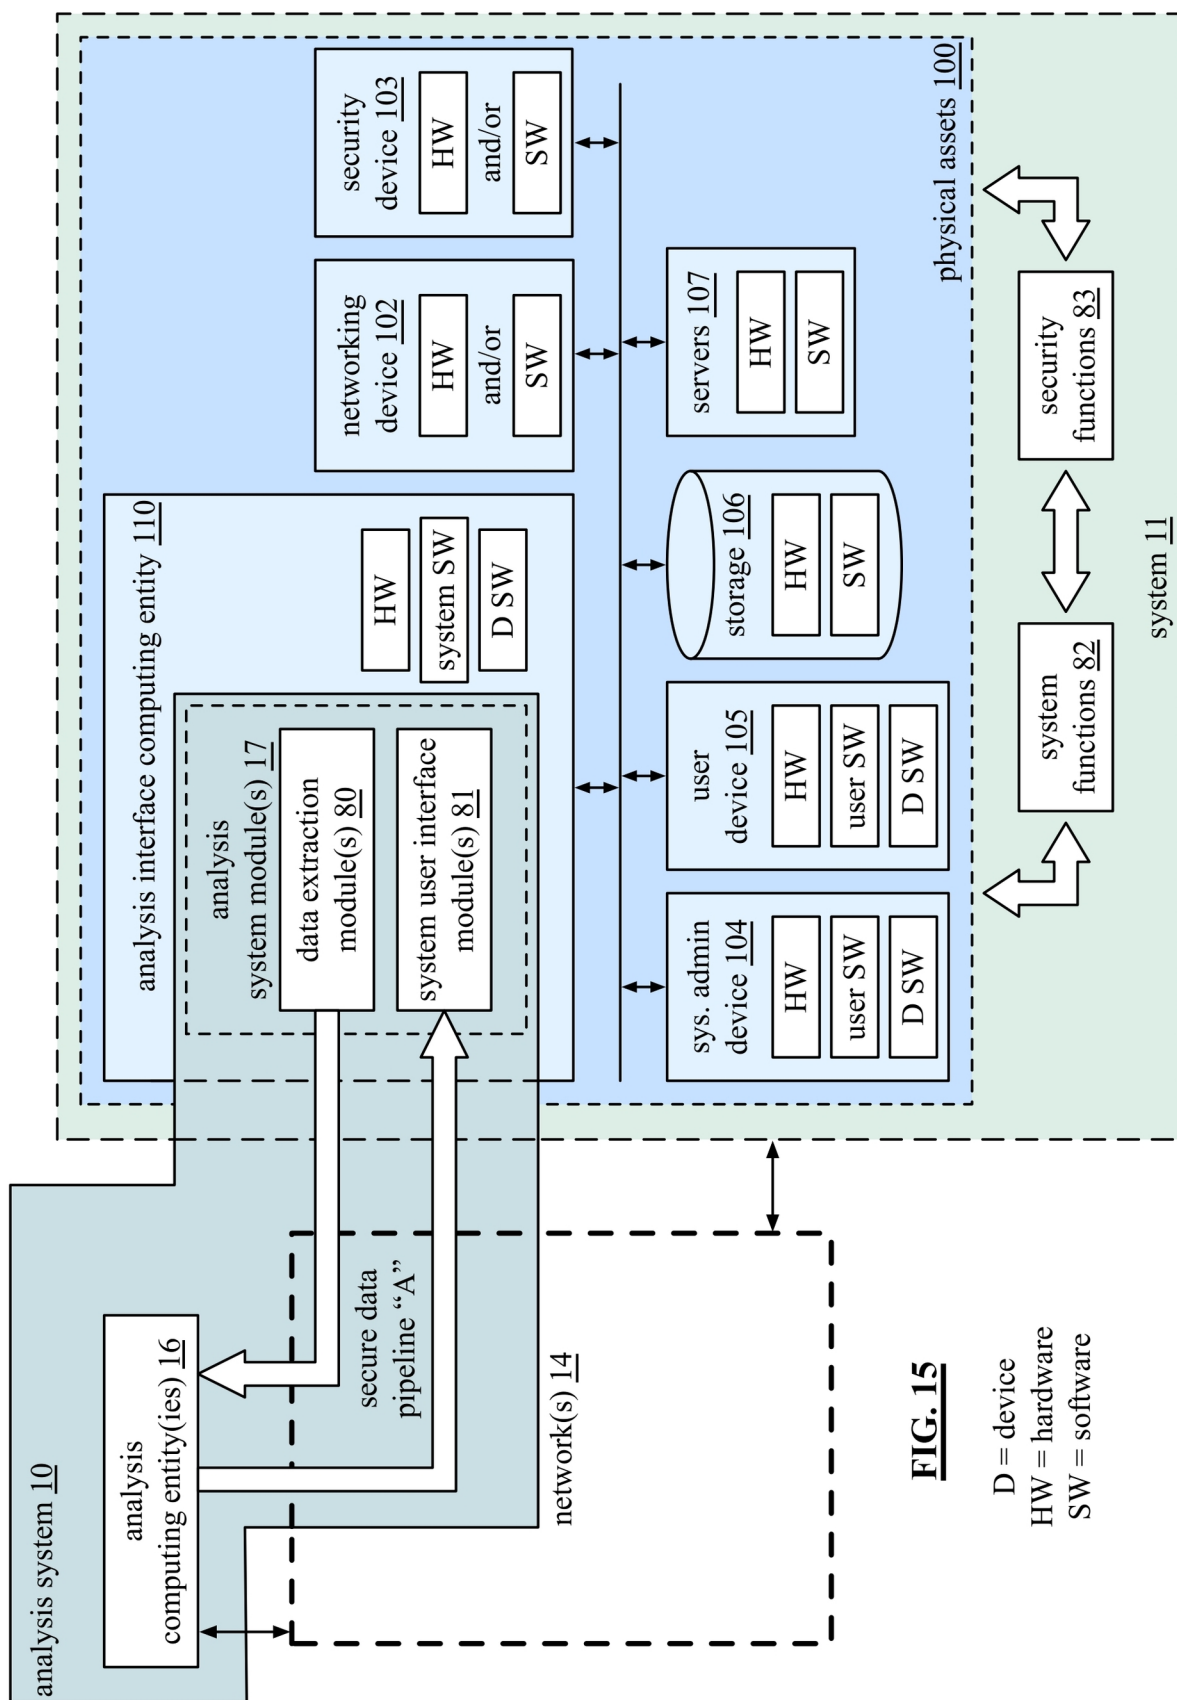 analysis system 10
analysis
computing entity(ies) 16
secure data
pipeline “A”
network(s) 14
analysis interface computing entity 110
analysis
system module(s) 17
data extraction
module(s) 80
system user interface
module(s) 81
HW
system SW
D SW
networking
device 102
HW
and/or
SW
security
device 103
HW
and/or
SW
sys. admin
device 104
HW
user SW
D SW
user
device 105
HW
user SW
D SW
storage 106
HW
SW
servers 107
HW
SW
physical assets 100
system
functions 82
security
functions 83
system 11
FIG. 15
D = device
HW = hardware
SW = software